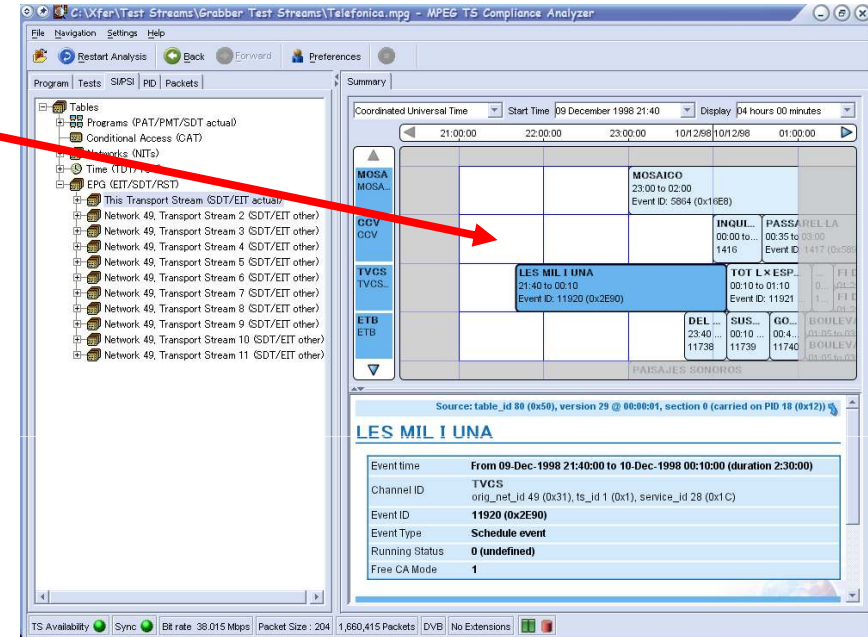 C:\Xfer\Test Streams\Grabber Test Streams\Telefonica.mpg - MPEG TS Compliance Analyzer
File Navigation Settings Help
Restart Analysis Back Forward Preferences
Program Tests SI/PSI PID Packets
Summary
Tables
Programs (PAT/PMT/SDT actual)
Conditional Access (CAT)
Networks (NITs)
Time (TDT/
EPG (EIT/SDT/RST)
This Transport Stream (SDT/EIT actual)
Network 49, Transport Stream 2 (SDT/EIT other)
Network 49, Transport Stream 3 (SDT/EIT other)
Network 49, Transport Stream 4 (SDT/EIT other)
Network 49, Transport Stream 5 (SDT/EIT other)
Network 49, Transport Stream 6 (SDT/EIT other)
Network 49, Transport Stream 7 (SDT/EIT other)
Network 49, Transport Stream 8 (SDT/EIT other)
Network 49, Transport Stream 9 (SDT/EIT other)
Network 49, Transport Stream 10 (SDT/EIT other)
Network 49, Transport Stream 11 (SDT/EIT other)
Coordinated Universal Time Start Time 09 December 1998 21:40 Display 04 hours 00 minutes
21:00:00 22:00:00 23:00:00 10/12/98 10/12/98 01:00:00
MOSA
MOSA...
MOSAICO
23:00 to 02:00
Event ID: 5864 (0x16E8)
CCV
CCV
INQUI...
00:00 to...
1416
PASSAREL·LA
00:35 to 03:00
Event ID: 1417 (0x589
TVCS
TVCS...
LES MIL I UNA
21:40 to 00:10
Event ID: 11920 (0x2E90)
TOT L × ESP...
00:10 to 01:10
Event ID: 11921
ETB
ETB
DEL ...
23:40 ...
11738
SUS...
00:10 ...
11739
GO...
00:4...
11740
BOULEV
01:05 to 03
BOULEV
01:05 to 03
PAISAJES SONOROS
Source: table_id 80 (0x50), version 29 @ 00:00:01, section 0 (carried on PID 18 (0x12))
LES MIL I UNA
Event time From 09-Dec-1998 21:40:00 to 10-Dec-1998 00:10:00 (duration 2:30:00)
Channel ID TVCS
orig_net_id 49 (0x31), ts_id 1 (0x1), service_id 28 (0x1C)
Event ID 11920 (0x2E90)
Event Type Schedule event
Running Status 0 (undefined)
Free CA Mode 1
TS Availability Sync Bit rate 38.015 Mbps Packet Size : 204 1,660,415 Packets DVB No Extensions